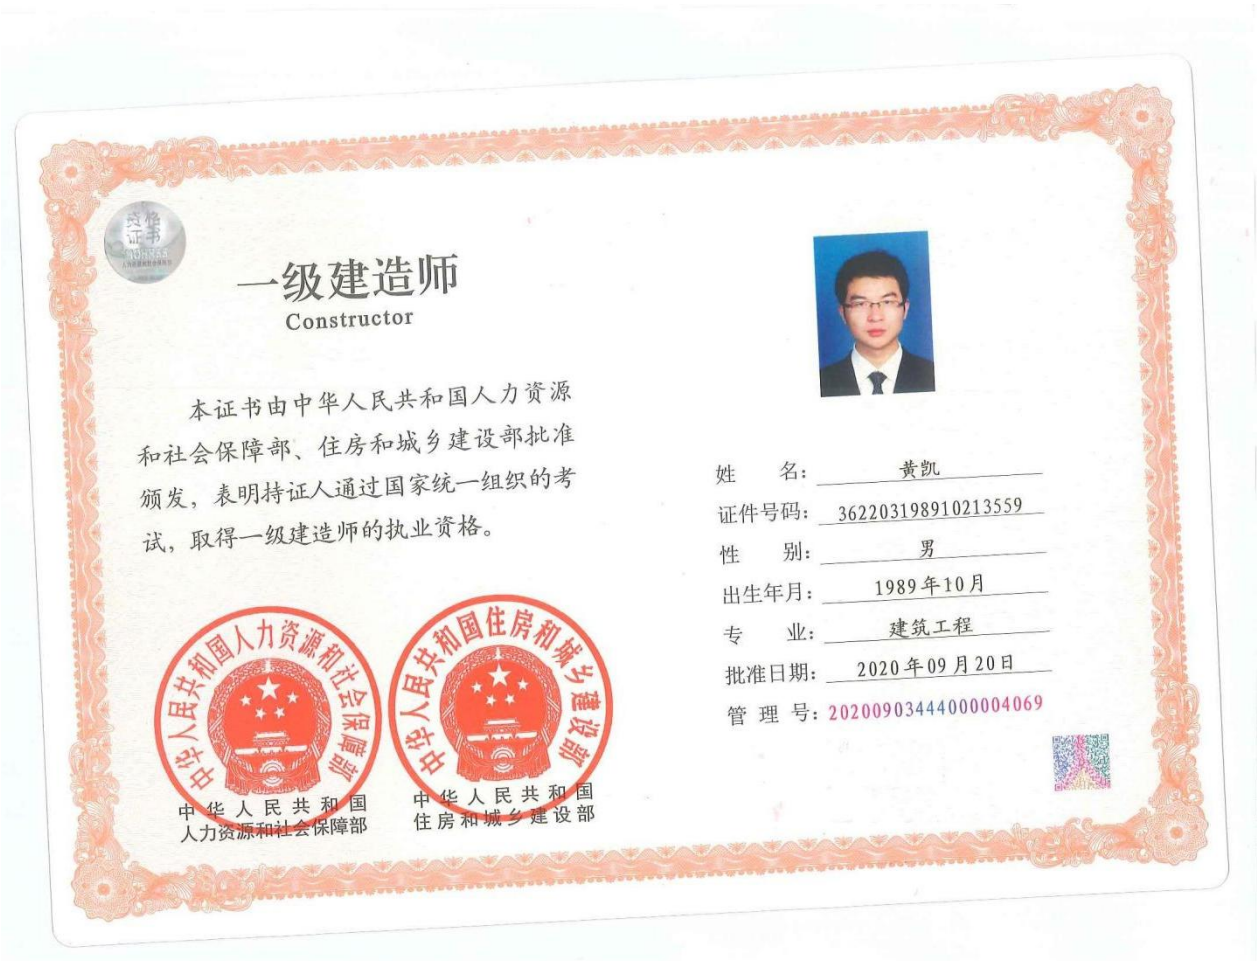 资格
证书
一级建造师
Constructor
本证书由中华人民共和国人力资源
和社会保障部、住房和城乡建设部批准
颁发，表明持证人通过国家统一组织的考
试，取得一级建造师的执业资格。
姓 名： 黄凯
证件号码： 362203198910213559
性 别： 男
出生年月： 1989年10月
专 业： 建筑工程
批准日期： 2020年09月20日
管 理 号：20200903444000004069
中华人民共和国人力资源和社会保障部
中华人民共和国住房和城乡建设部
中华人民共和国
人力资源和社会保障部
中华人民共和国
住房和城乡建设部